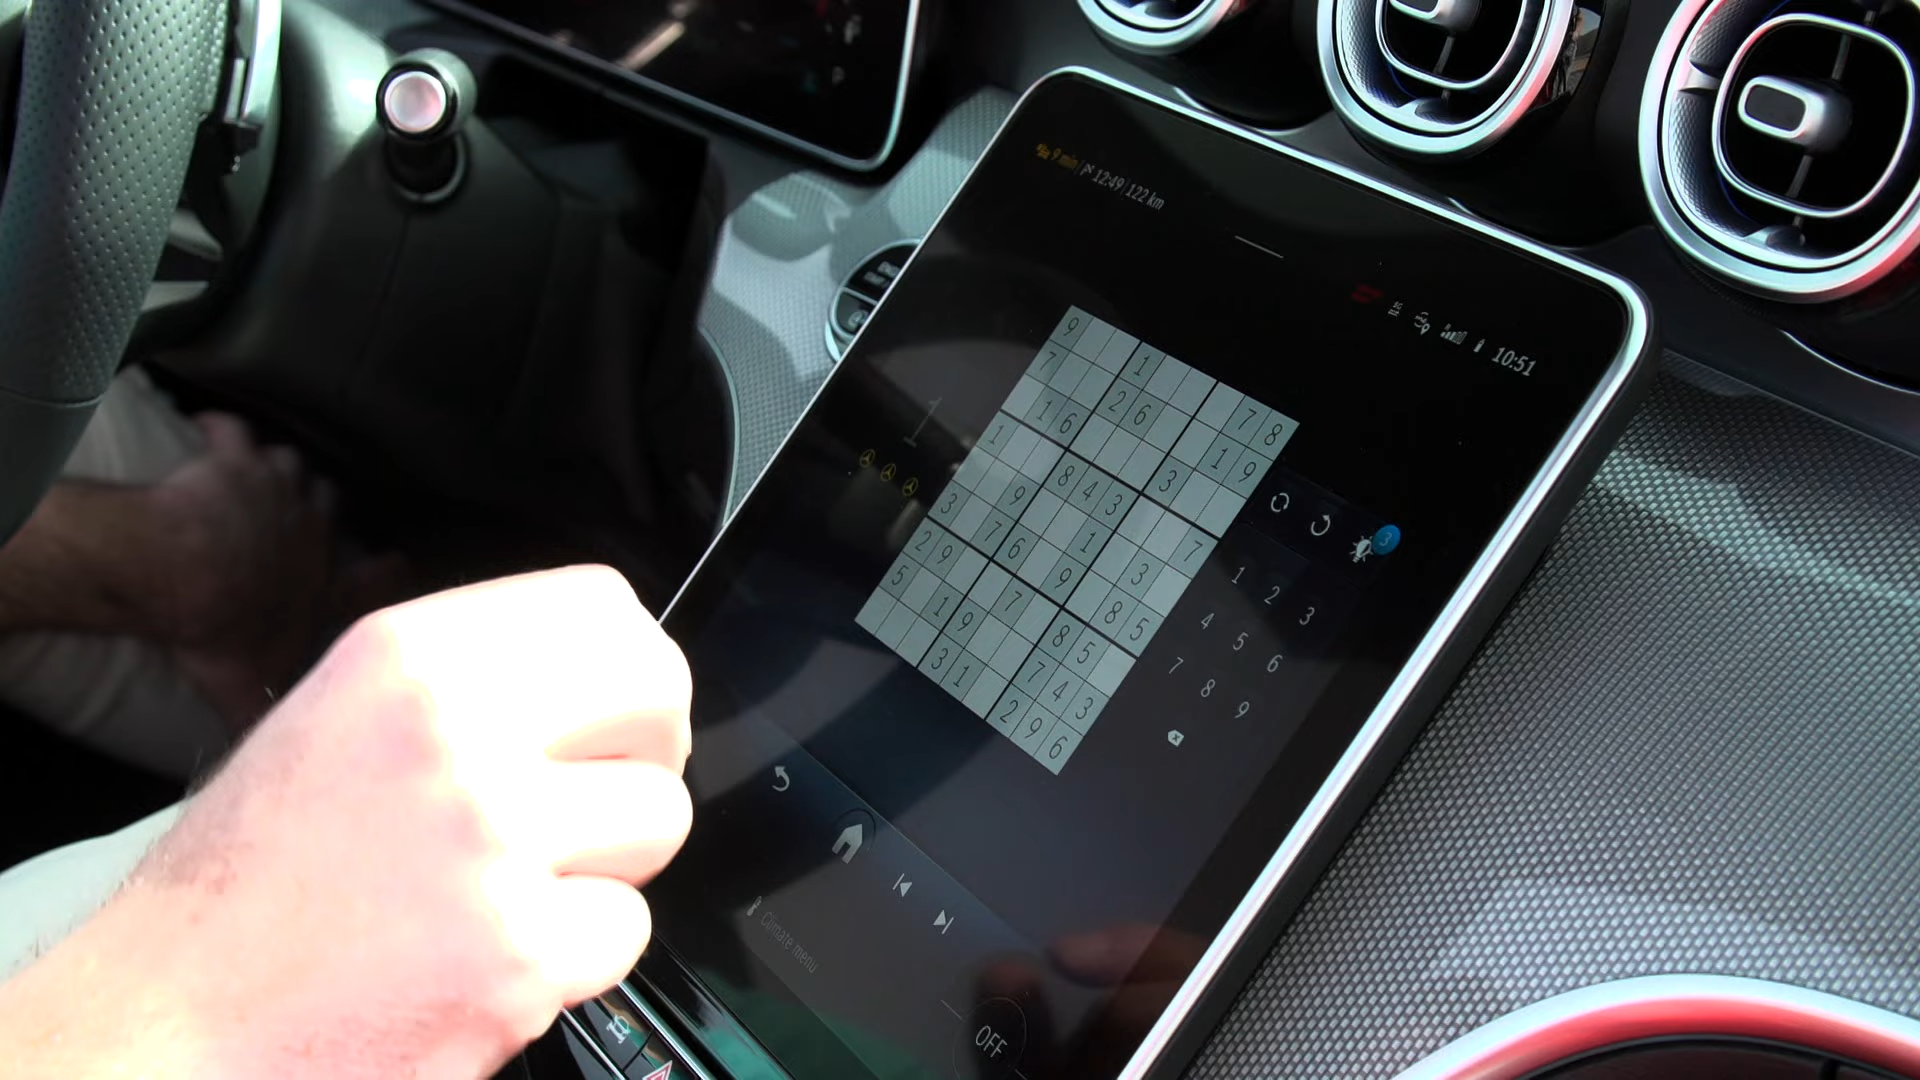 9 min | 12:49 | 122 km
10:51
9 1 7 8
7 2 6 1 9
1 6 3
1 8 4 3 7
9 1 3
3 7 6 9 8 5
2 9 7 8 5
5 1 9 7 4 3
3 1 2 9 6
3
1 2 3
4 5 6
7 8 9
Climate menu
OFF